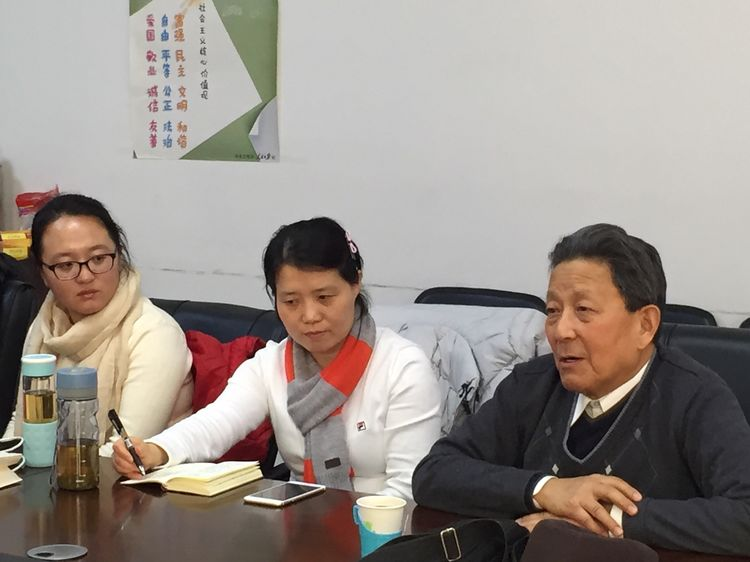 社会主义核心价值观
富强 民主 文明 和谐
自由 平等 公正 法治
爱国 敬业 诚信 友善